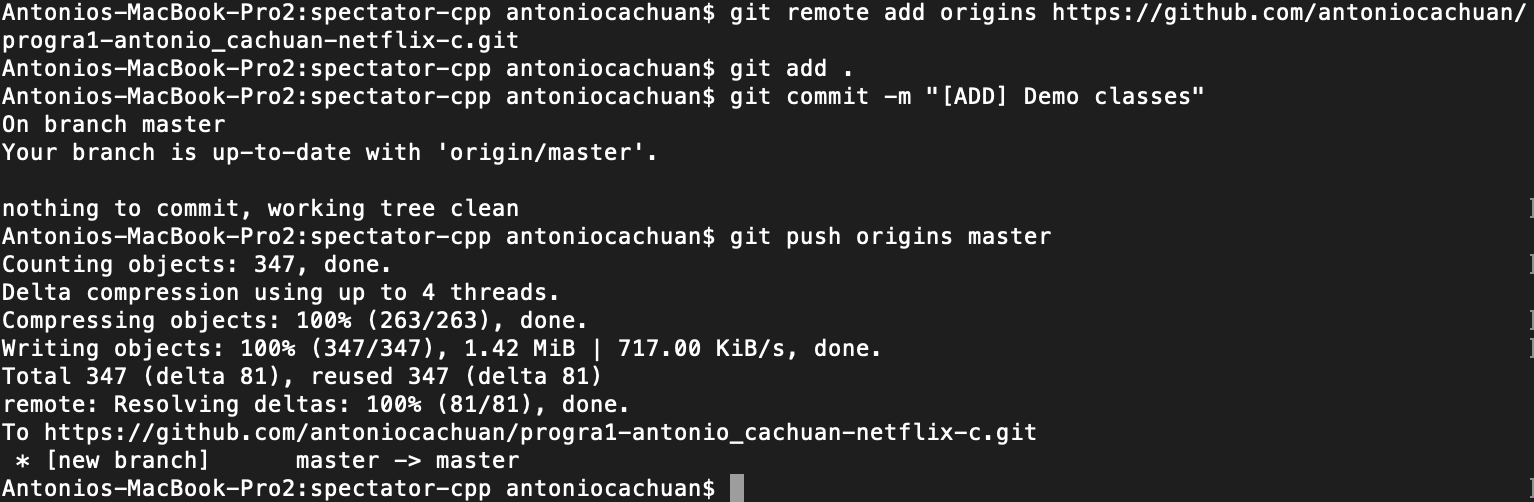 Antonios-MacBook-Pro2:spectator-cpp antoniocachuan$ git remote add origins https://github.com/antoniocachuan/
progra1-antonio_cachuan-netflix-c.git
Antonios-MacBook-Pro2:spectator-cpp antoniocachuan$ git add .
Antonios-MacBook-Pro2:spectator-cpp antoniocachuan$ git commit -m "[ADD] Demo classes"
On branch master
Your branch is up-to-date with 'origin/master'.

nothing to commit, working tree clean
Antonios-MacBook-Pro2:spectator-cpp antoniocachuan$ git push origins master
Counting objects: 347, done.
Delta compression using up to 4 threads.
Compressing objects: 100% (263/263), done.
Writing objects: 100% (347/347), 1.42 MiB | 717.00 KiB/s, done.
Total 347 (delta 81), reused 347 (delta 81)
remote: Resolving deltas: 100% (81/81), done.
To https://github.com/antoniocachuan/progra1-antonio_cachuan-netflix-c.git
 * [new branch]      master -> master
Antonios-MacBook-Pro2:spectator-cpp antoniocachuan$